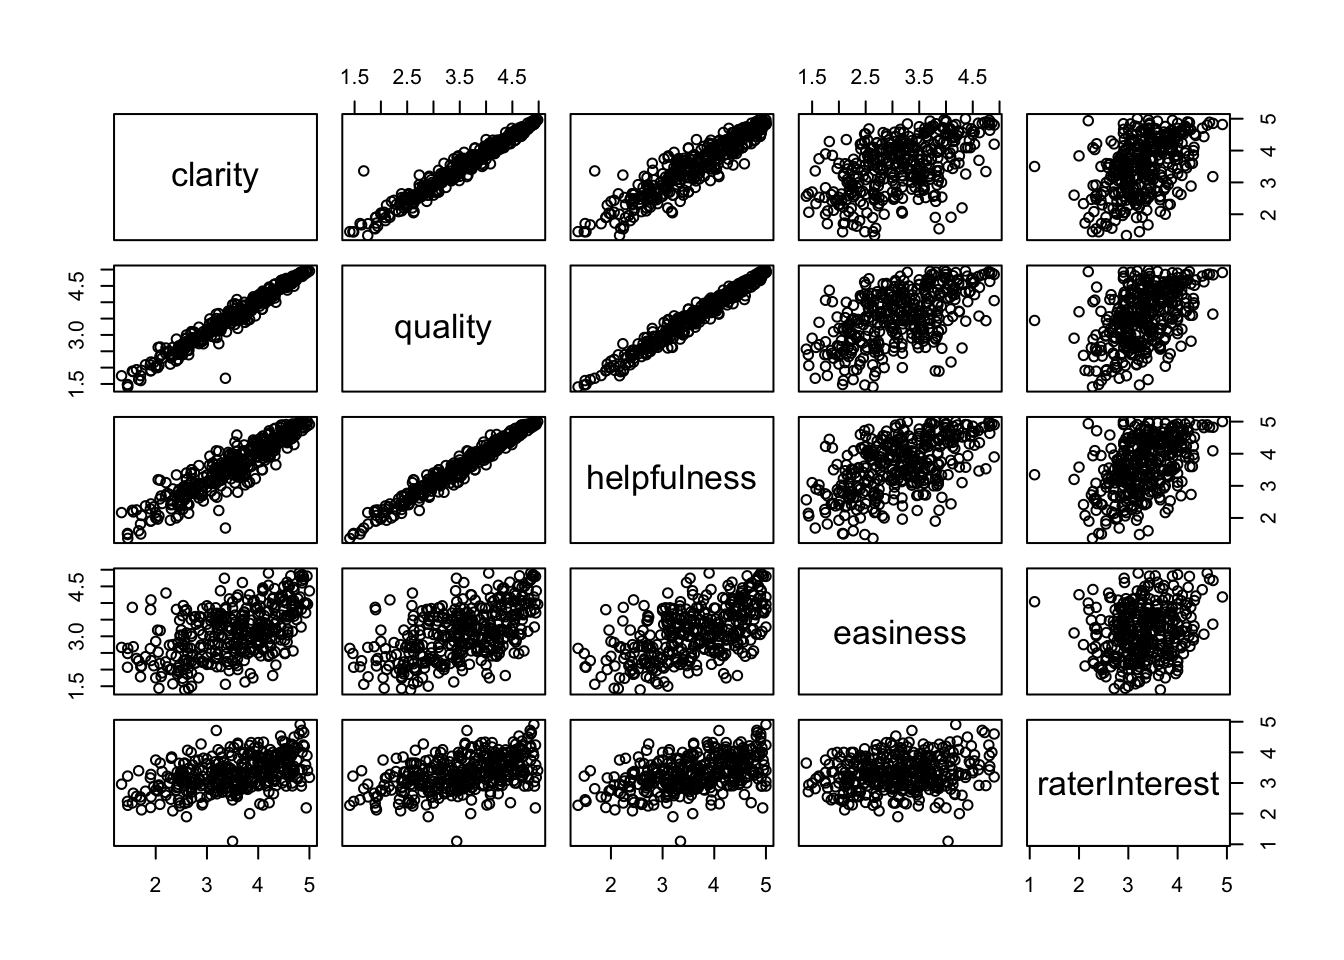 1.5 2.5 3.5 4.5 1.5 2.5 3.5 4.5
clarity
2 3 4 5
1.5 3.0 4.5
quality
helpfulness
2 3 4 5
1.5 3.0 4.5
easiness
raterInterest
1 2 3 4 5
2 3 4 5 2 3 4 5 1 2 3 4 5